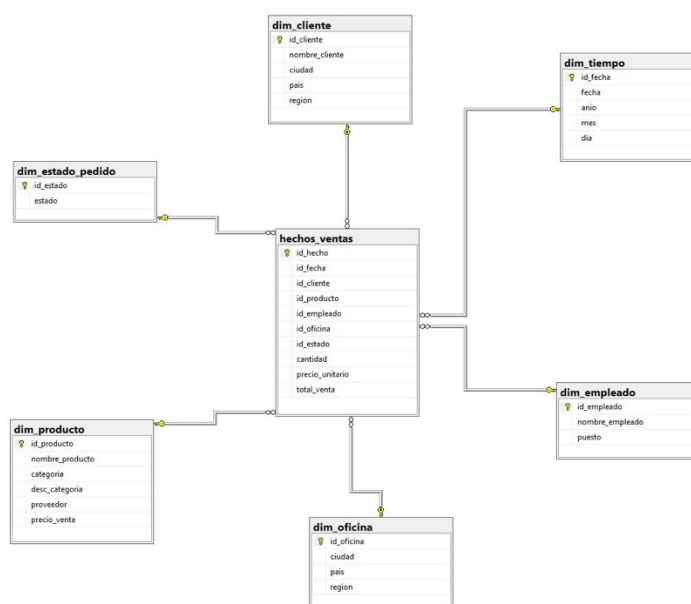 dim_cliente
id_cliente
nombre_cliente
ciudad
pais
region
dim_tiempo
id_fecha
fecha
anio
mes
dia
dim_estado_pedido
id_estado
estado
hechos_ventas
id_hecho
id_fecha
id_cliente
id_producto
id_empleado
id_oficina
id_estado
cantidad
precio_unitario
total_venta
dim_empleado
id_empleado
nombre_empleado
puesto
dim_producto
id_producto
nombre_producto
categoria
desc_categoria
proveedor
precio_venta
dim_oficina
id_oficina
ciudad
pais
region